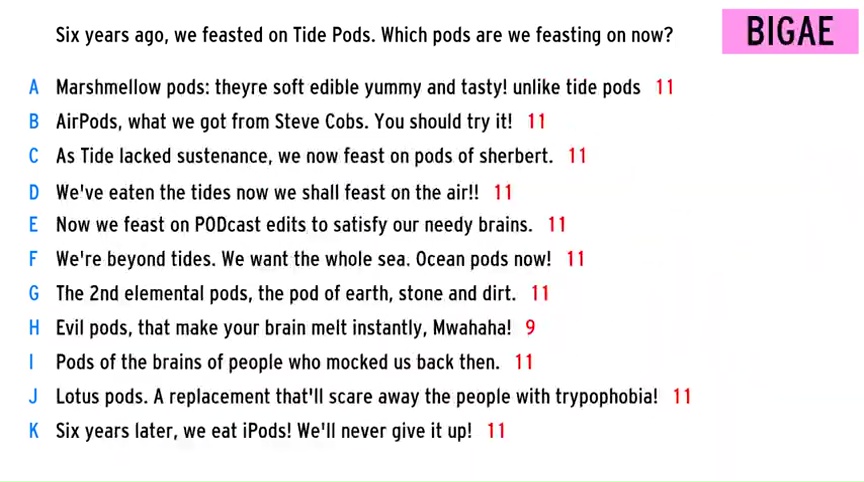 Six years ago, we feasted on Tide Pods. Which pods are we feasting on now?
BIGAE
A Marshmellow pods: theyre soft edible yummy and tasty! unlike tide pods 11
B AirPods, what we got from Steve Cobs. You should try it! 11
C As Tide lacked sustenance, we now feast on pods of sherbert. 11
D We've eaten the tides now we shall feast on the air!! 11
E Now we feast on PODcast edits to satisfy our needy brains. 11
F We're beyond tides. We want the whole sea. Ocean pods now! 11
G The 2nd elemental pods, the pod of earth, stone and dirt. 11
H Evil pods, that make your brain melt instantly, Mwahaha! 9
I Pods of the brains of people who mocked us back then. 11
J Lotus pods. A replacement that'll scare away the people with trypophobia! 11
K Six years later, we eat iPods! We'll never give it up! 11